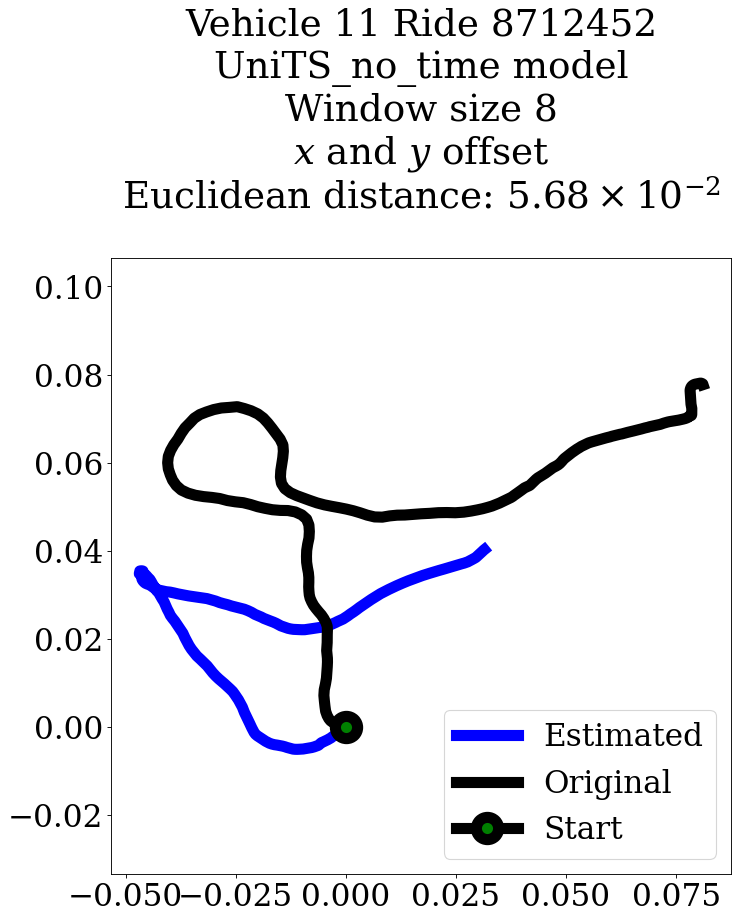 Vehicle 11 Ride 8712452
UniTS_no_time model
Window size 8
x and y offset
Euclidean distance: 5.68 × 10⁻²
0.10
0.08
0.06
0.04
0.02
0.00
−0.02
Estimated
Original
Start
−0.050 −0.025 0.000 0.025 0.050 0.075